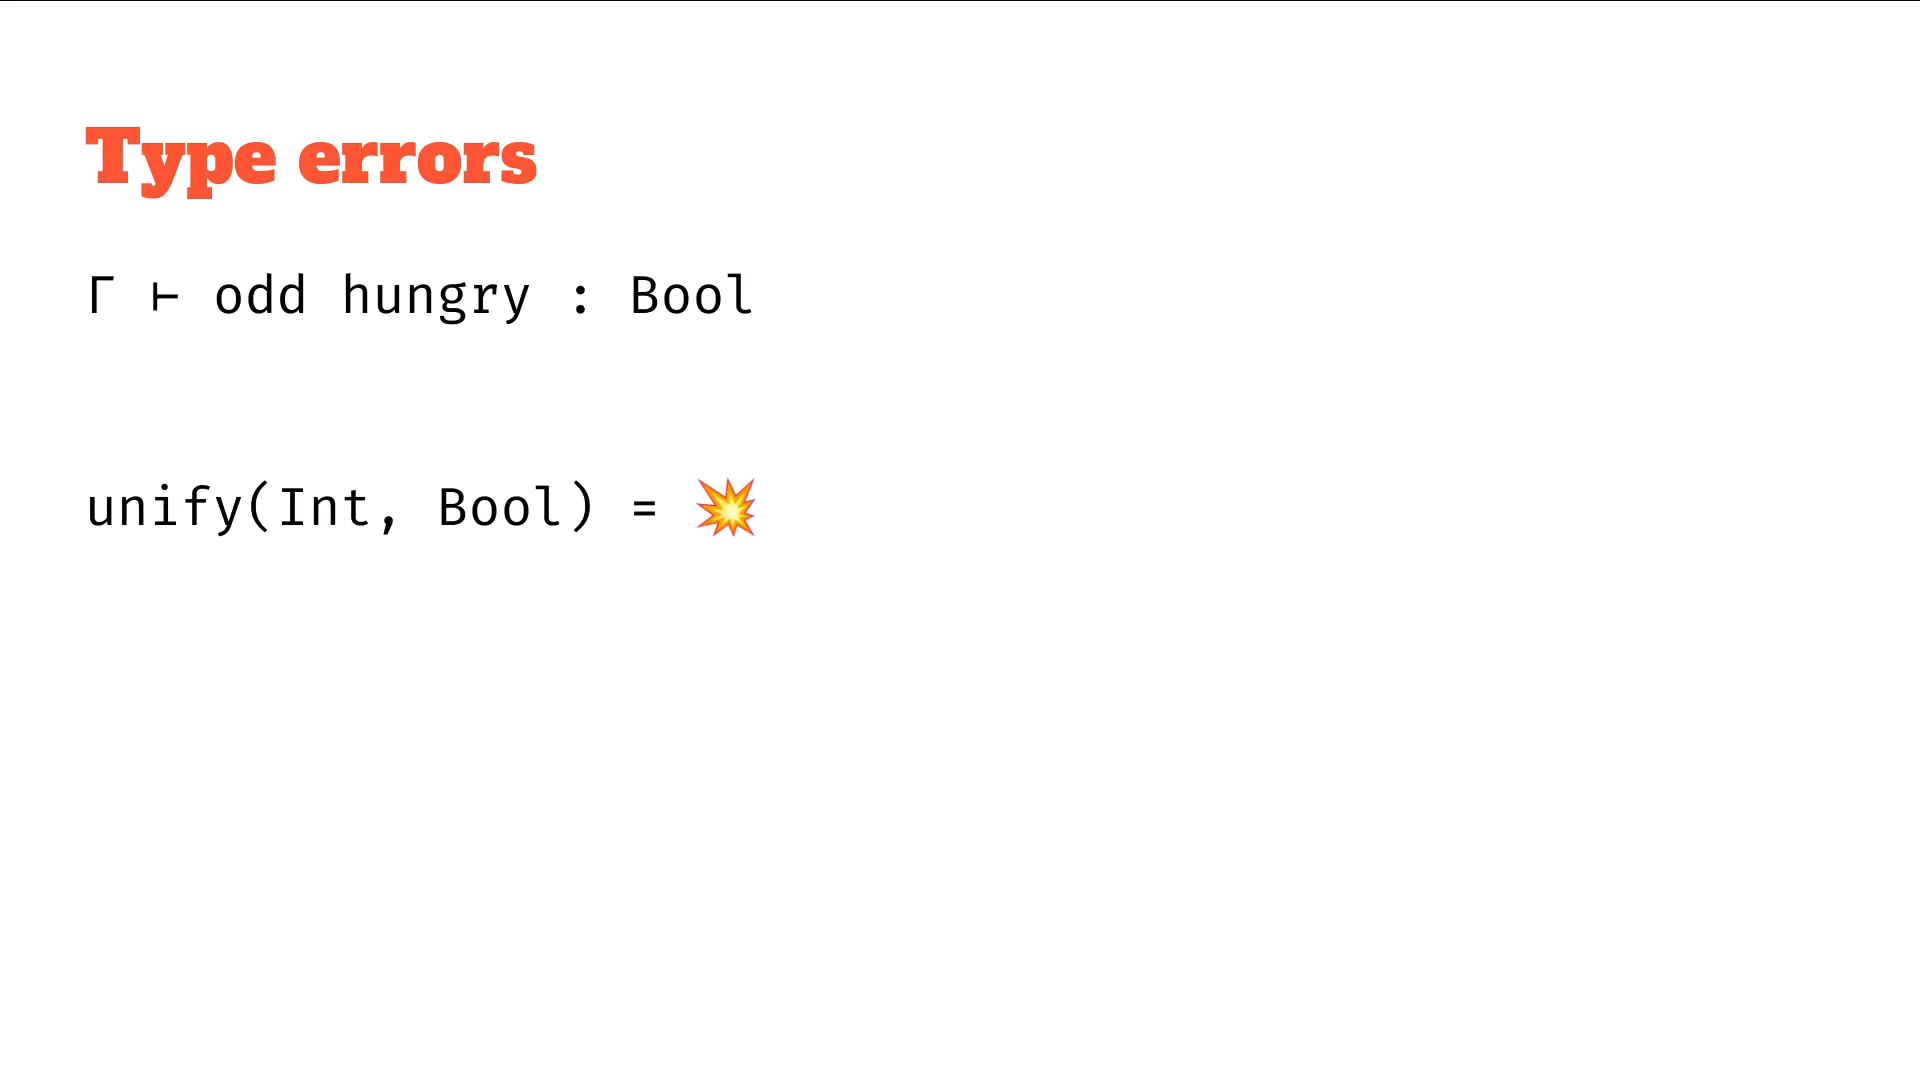 Type errors
Γ ⊢ odd hungry : Bool
unify(Int, Bool) = 💥